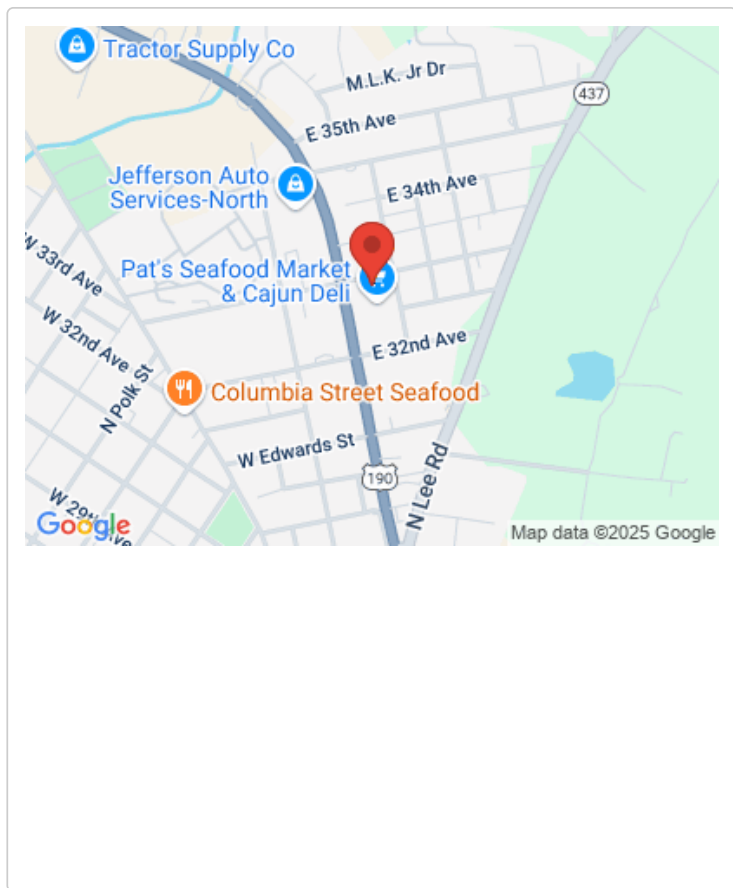 Tractor Supply Co
M.L.K. Jr Dr
437
E 35th Ave
Jefferson Auto
Services-North
E 34th Ave
W 33rd Ave
Pat's Seafood Market
& Cajun Deli
W 32nd Ave
E 32nd Ave
N Polk St
Columbia Street Seafood
W Edwards St
190
N Lee Rd
W 29th Ave
Google
Map data ©2025 Google